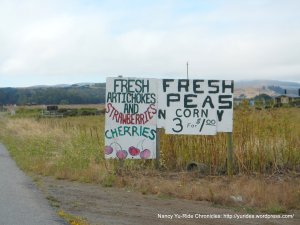 FRESH
ARTICHOKES
AND
STRAWBERRIES
CHERRIES
FRESH
PEAS
N CORN
3 FOR $1.00
Nancy Yu-Ride Chronicles: http://yurides.wordpress.com/